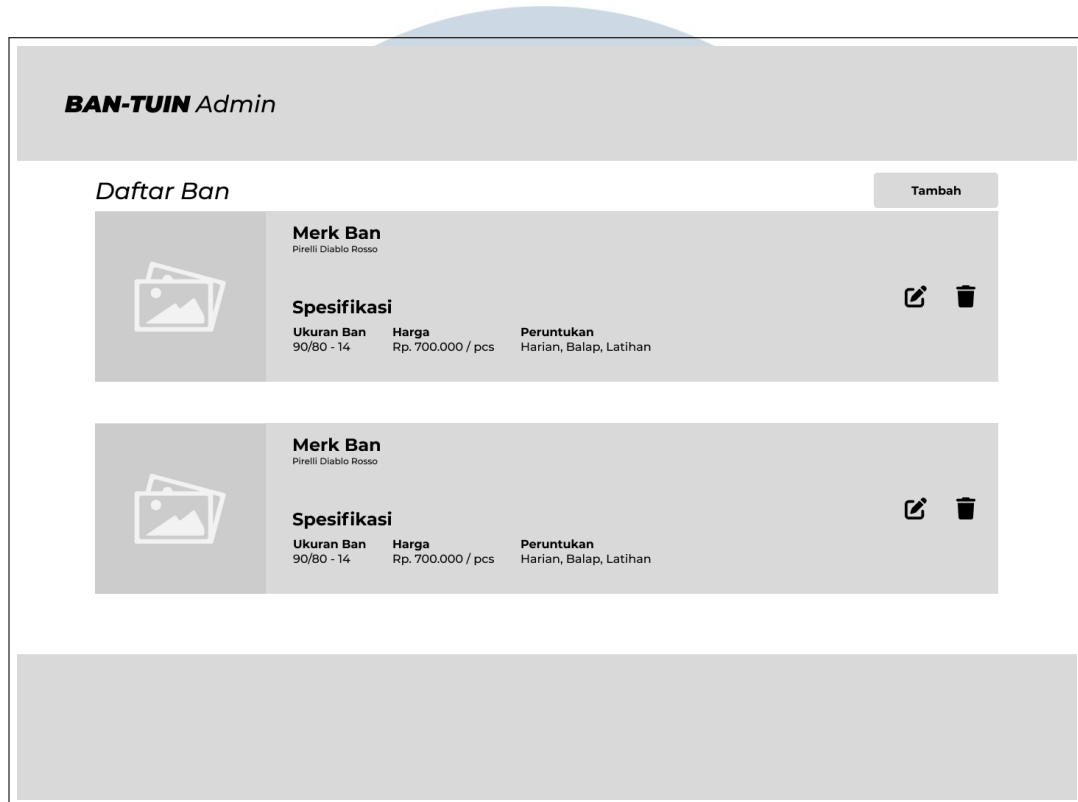 BAN-TUIN Admin
Daftar Ban
Tambah
Merk Ban
Pirelli Diablo Rosso
Spesifikasi
Ukuran Ban Harga Peruntukan
90/80 - 14 Rp. 700.000 / pcs Harian, Balap, Latihan
Merk Ban
Pirelli Diablo Rosso
Spesifikasi
Ukuran Ban Harga Peruntukan
90/80 - 14 Rp. 700.000 / pcs Harian, Balap, Latihan